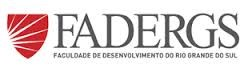 FADERGS
FACULDADE DE DESENVOLVIMENTO DO RIO GRANDE DO SUL